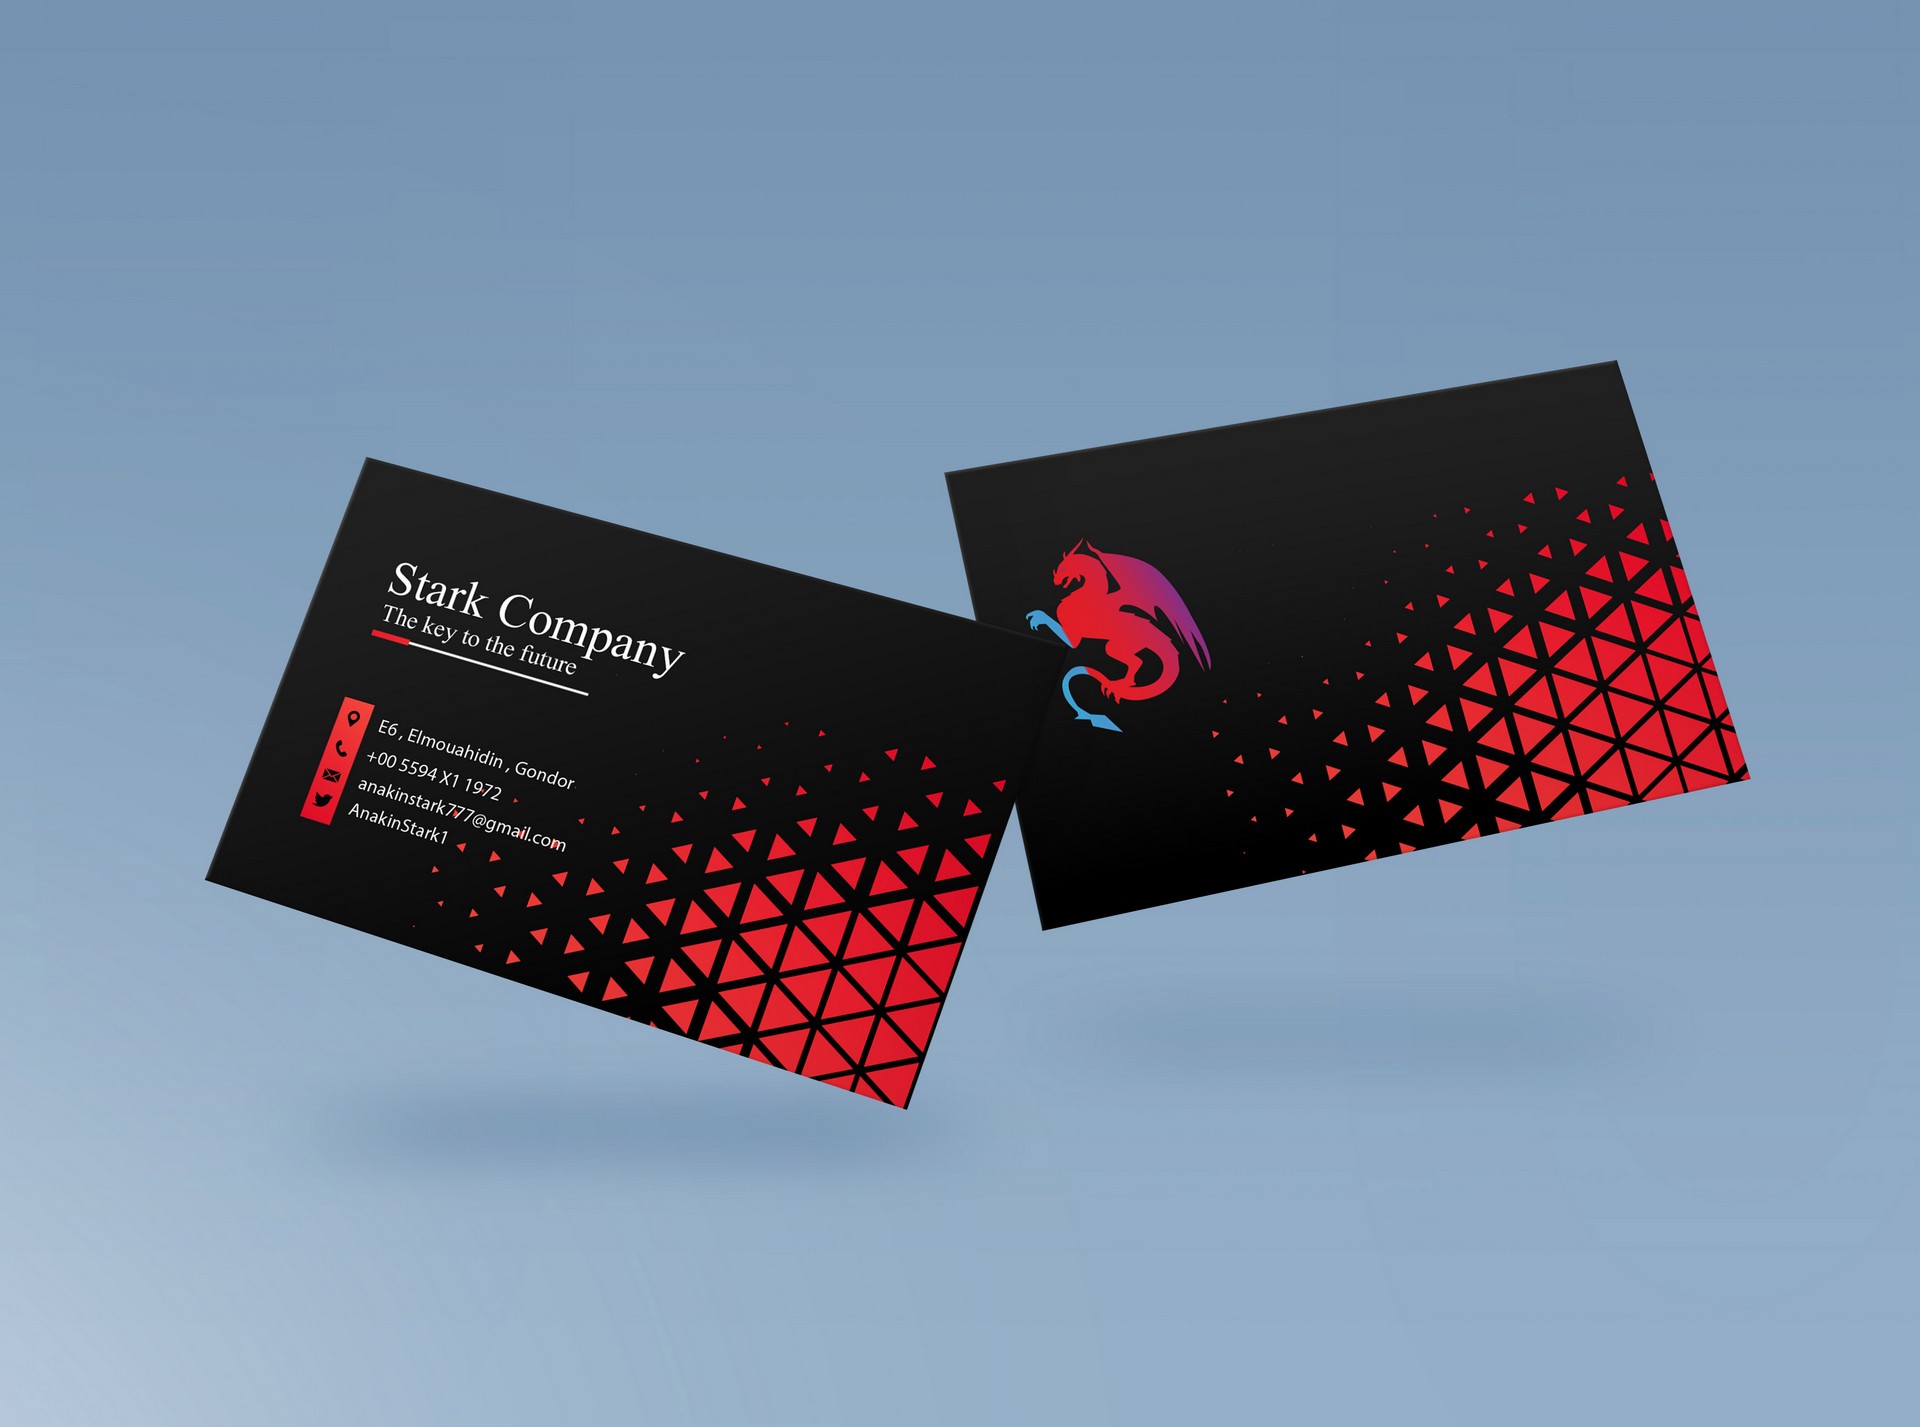 Stark Company
The key to the future
E6 , Elmouahidin , Gondor
+00 5594 X1 1972
anakinstark777@gmail.com
AnakinStark1